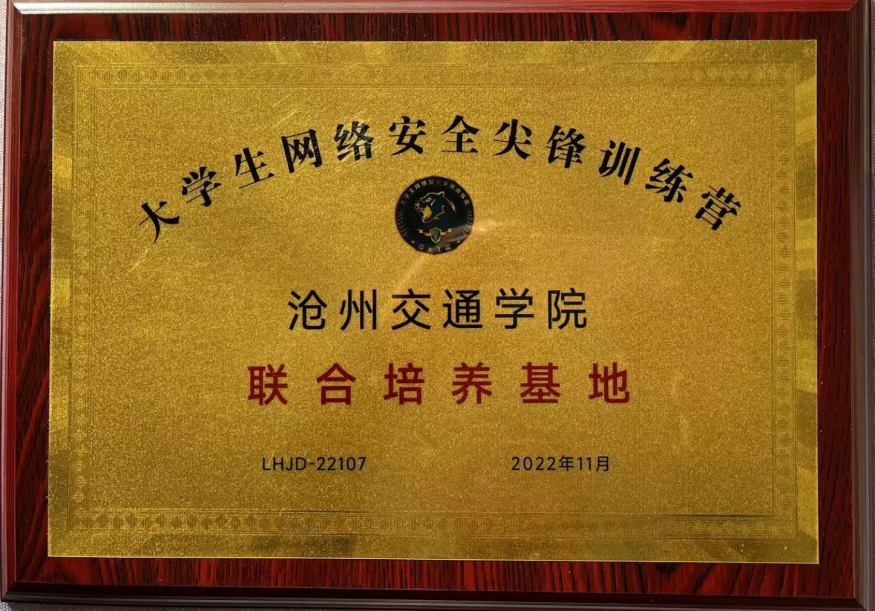 大学生网络安全尖锋训练营
沧州交通学院
联合培养基地
LHJD-22107
2022年11月